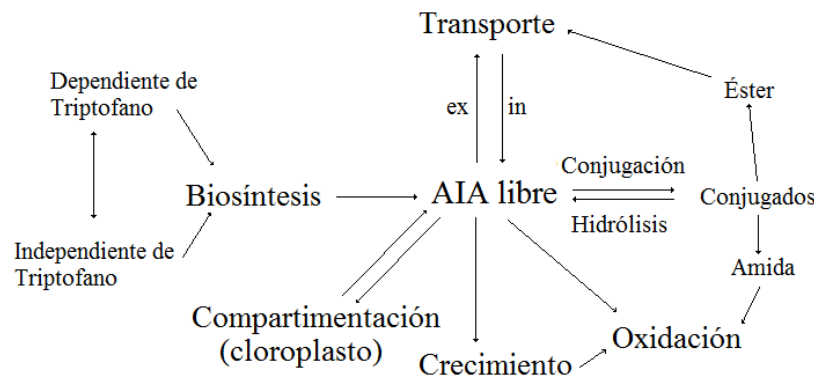 Transporte
Dependiente de
Triptofano
Éster
ex
in
Conjugación
Biosíntesis
AIA libre
Conjugados
Hidrólisis
Independiente de
Triptofano
Amida
Compartimentación
(cloroplasto)
Oxidación
Crecimiento